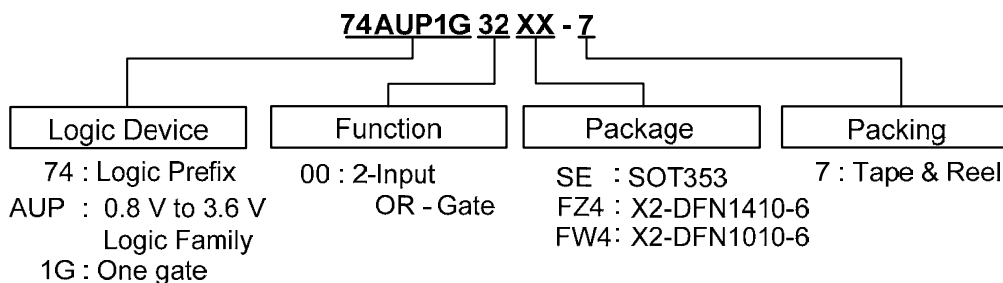 74AUP1G 32 XX - 7
Logic Device
74 : Logic Prefix
AUP : 0.8 V to 3.6 V
Logic Family
1G : One gate
Function
00 : 2-Input
OR - Gate
Package
SE : SOT353
FZ4 : X2-DFN1410-6
FW4 : X2-DFN1010-6
Packing
7 : Tape & Reel